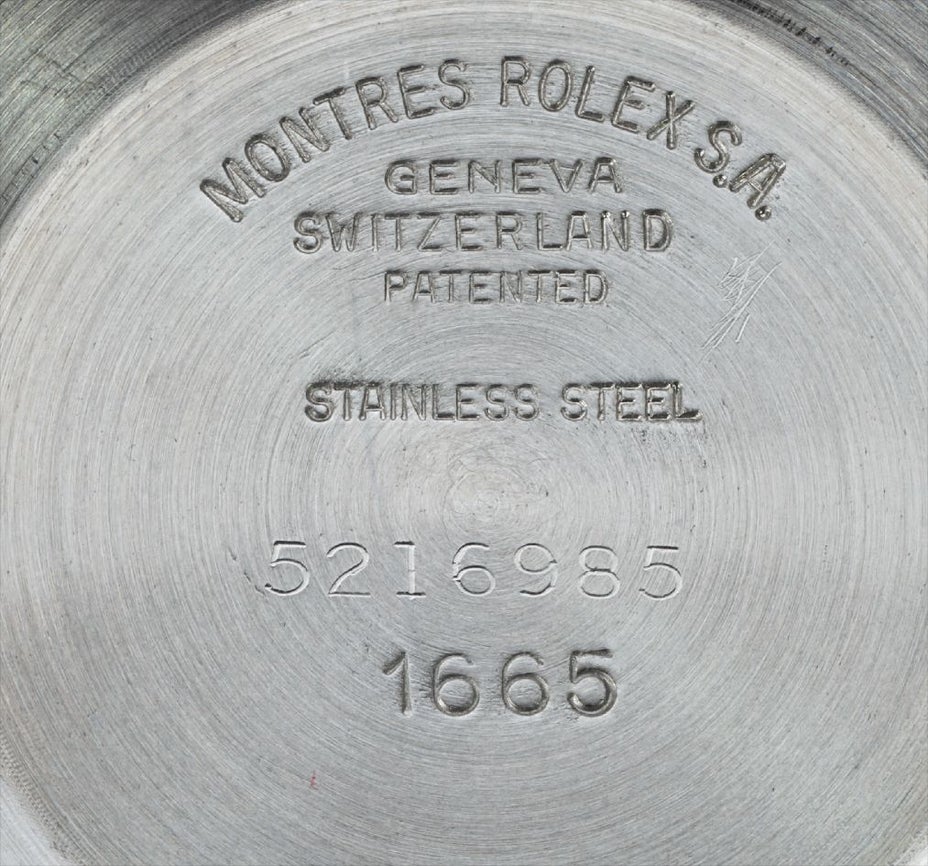 MONTRES ROLEX S.A.
GENEVA
SWITZERLAND
PATENTED
STAINLESS STEEL
5216985
1665